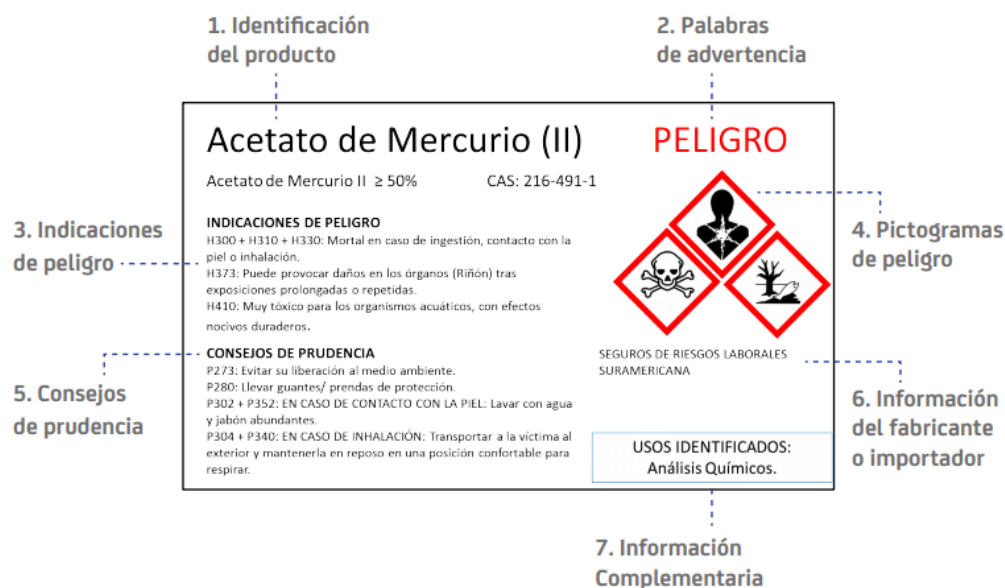 1. Identificación
del producto
2. Palabras
de advertencia
Acetato de Mercurio (II)
PELIGRO
Acetato de Mercurio II ≥ 50%
CAS: 216-491-1
3. Indicaciones
de peligro
INDICACIONES DE PELIGRO
H300 + H310 + H330: Mortal en caso de ingestión, contacto con la
piel o inhalación.
H373: Puede provocar daños en los órganos (Riñón) tras
exposiciones prolongadas o repetidas.
H410: Muy tóxico para los organismos acuáticos, con efectos
nocivos duraderos.
4. Pictogramas
de peligro
5. Consejos
de prudencia
CONSEJOS DE PRUDENCIA
P273: Evitar su liberación al medio ambiente.
P280: Llevar guantes/ prendas de protección.
P302 + P352: EN CASO DE CONTACTO CON LA PIEL: Lavar con agua
y jabón abundantes.
P304 + P340: EN CASO DE INHALACIÓN: Transportar a la víctima al
exterior y mantenerla en reposo en una posición confortable para
respirar.
SEGUROS DE RIESGOS LABORALES
SURAMERICANA
6. Información
del fabricante
o importador
USOS IDENTIFICADOS:
Análisis Químicos.
7. Información
Complementaria